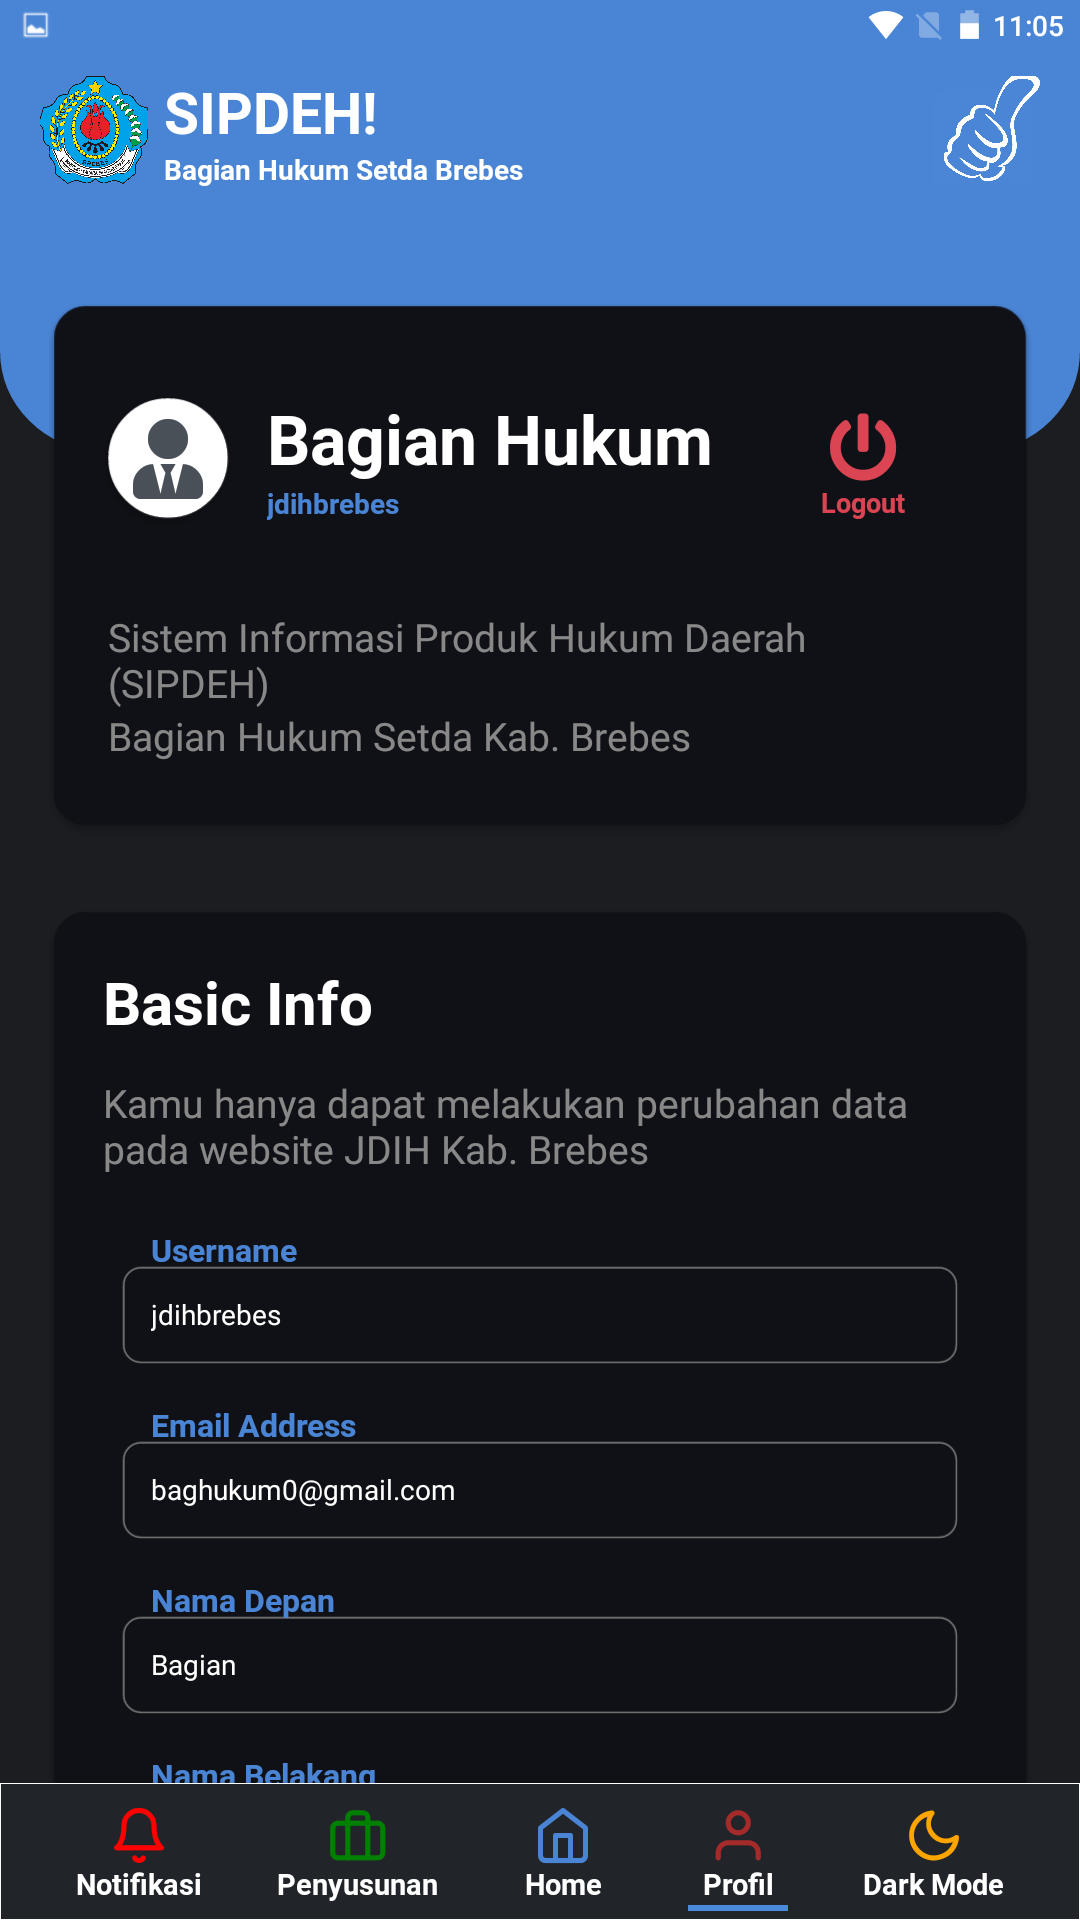 11:05
SIPDEH!
Bagian Hukum Setda Brebes
Bagian Hukum
jdihbrebes
Logout
Sistem Informasi Produk Hukum Daerah
(SIPDEH)
Bagian Hukum Setda Kab. Brebes
Basic Info
Kamu hanya dapat melakukan perubahan data
pada website JDIH Kab. Brebes
Username
jdihbrebes
Email Address
baghukum0@gmail.com
Nama Depan
Bagian
Nama Belakang
Notifikasi
Penyusunan
Home
Profil
Dark Mode